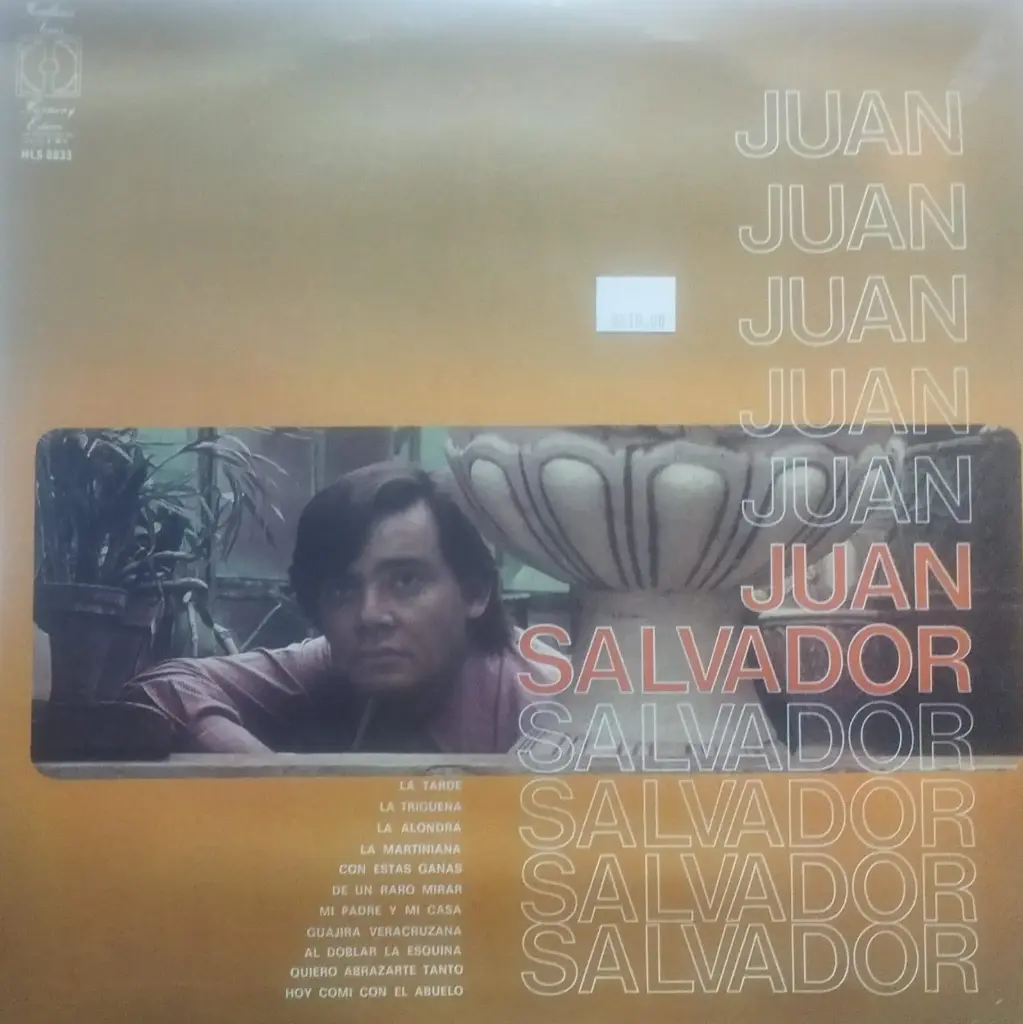 HLS 8833
JUAN
JUAN
JUAN
JUAN
JUAN
JUAN
SALVADOR
SALVADOR
SALVADOR
SALVADOR
SALVADOR
LA TARDE
LA TRIGUEÑA
LA ALONDRA
LA MARTINIANA
CON ESTAS GANAS
DE UN RARO MIRAR
MI PADRE Y MI CASA
GUAJIRA VERACRUZANA
AL DOBLAR LA ESQUINA
QUIERO ABRAZARTE TANTO
HOY COMI CON EL ABUELO